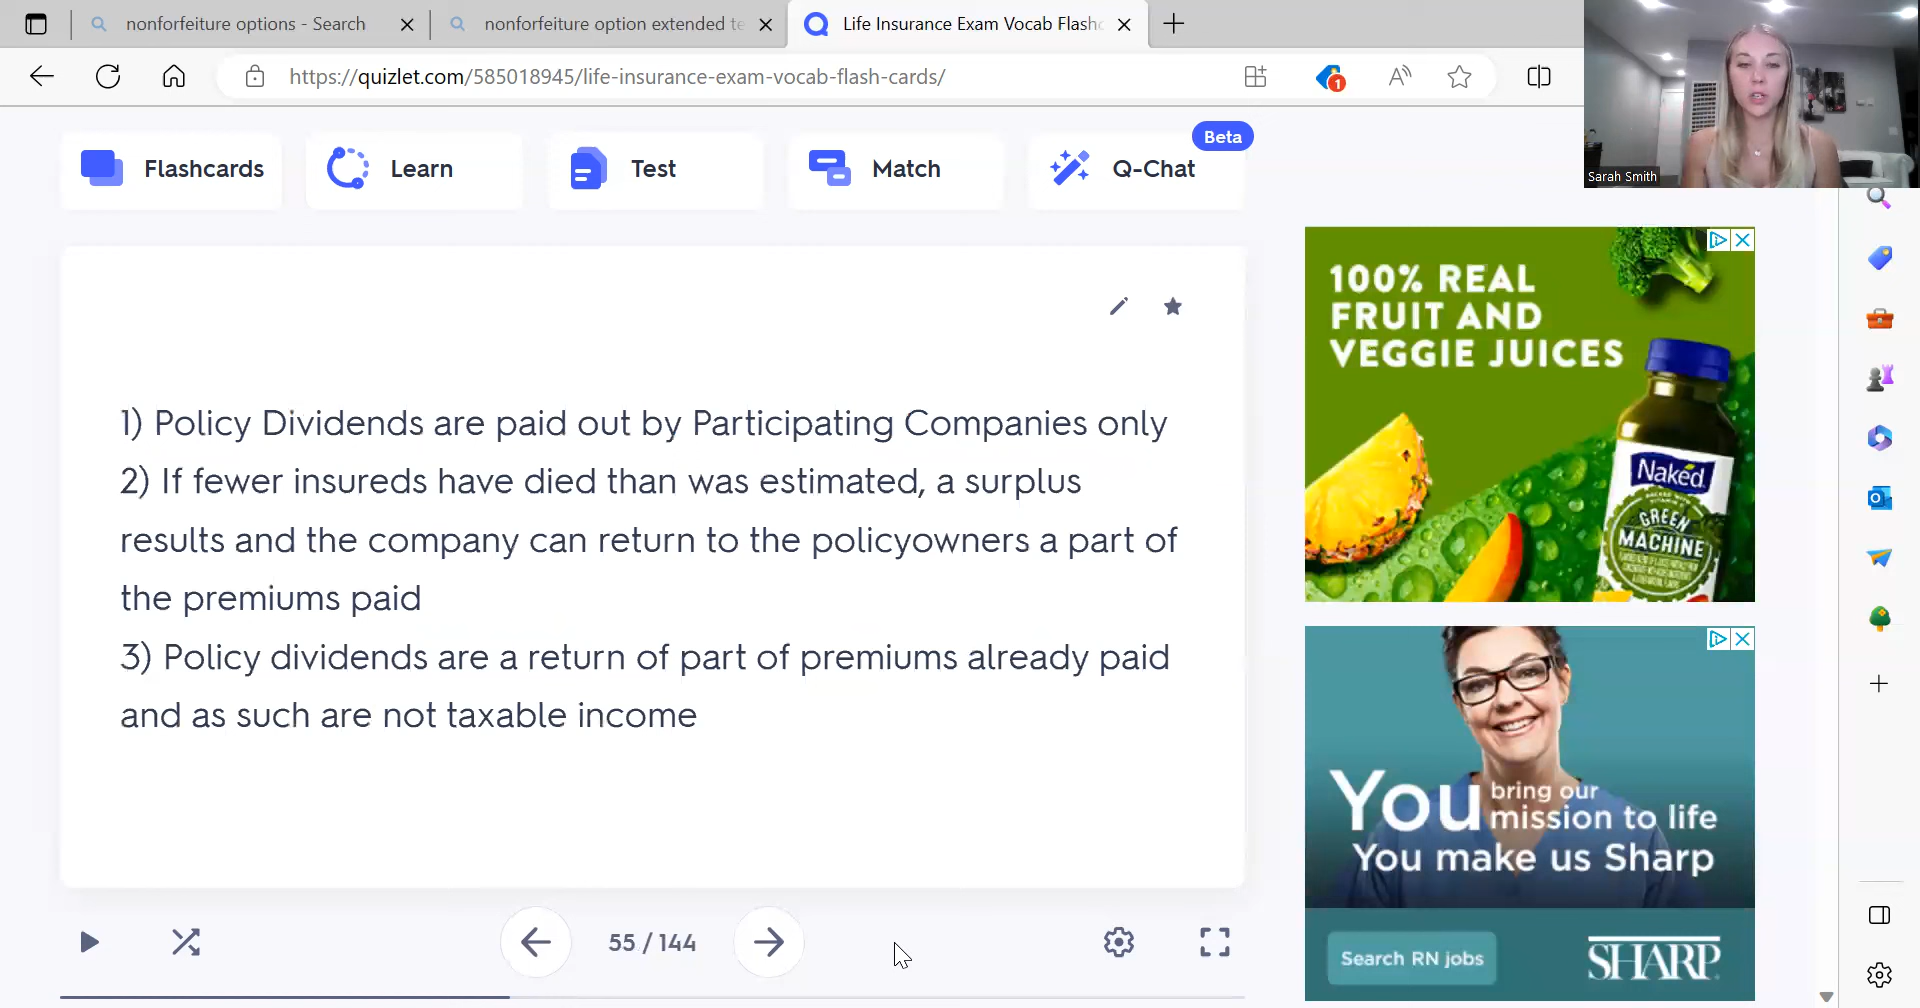 nonforfeiture options - Search
nonforfeiture option extended te
Life Insurance Exam Vocab Flashc
https://quizlet.com/585018945/life-insurance-exam-vocab-flash-cards/
1
Sarah Smith
Flashcards
Learn
Test
Match
Q-Chat
Beta
1) Policy Dividends are paid out by Participating Companies only
2) If fewer insureds have died than was estimated, a surplus
results and the company can return to the policyowners a part of
the premiums paid
3) Policy dividends are a return of part of premiums already paid
and as such are not taxable income
55 / 144
100% REAL
FRUIT AND
VEGGIE JUICES
Naked
GREEN
MACHINE
You bring our
mission to life
You make us Sharp
Search RN jobs
SHARP